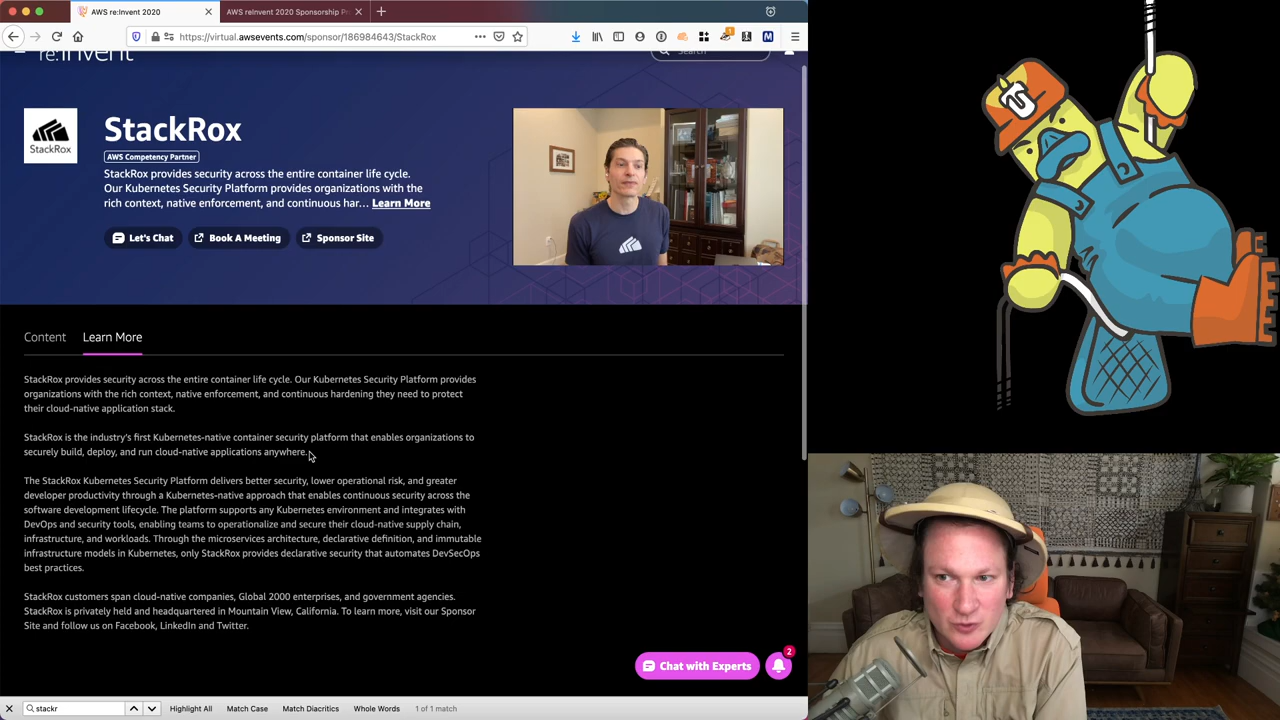 AWS re:Invent 2020
AWS reInvent 2020 Sponsorship Pr
https://virtual.awsevents.com/sponsor/186984643/StackRox
re:Invent
Search
StackRox
StackRox
AWS Competency Partner
StackRox provides security across the entire container life cycle.
Our Kubernetes Security Platform provides organizations with the
rich context, native enforcement, and continuous har... Learn More
Let's Chat
Book A Meeting
Sponsor Site
Content
Learn More
StackRox provides security across the entire container life cycle. Our Kubernetes Security Platform provides
organizations with the rich context, native enforcement, and continuous hardening they need to protect
their cloud-native application stack.
StackRox is the industry's first Kubernetes-native container security platform that enables organizations to
securely build, deploy, and run cloud-native applications anywhere.
The StackRox Kubernetes Security Platform delivers better security, lower operational risk, and greater
developer productivity through a Kubernetes-native approach that enables continuous security across the
software development lifecycle. The platform supports any Kubernetes environment and integrates with
DevOps and security tools, enabling teams to operationalize and secure their cloud-native supply chain,
infrastructure, and workloads. Through the microservices architecture, declarative definition, and immutable
infrastructure models in Kubernetes, only StackRox provides declarative security that automates DevSecOps
best practices.
StackRox customers span cloud-native companies, Global 2000 enterprises, and government agencies.
StackRox is privately held and headquartered in Mountain View, California. To learn more, visit our Sponsor
Site and follow us on Facebook, LinkedIn and Twitter.
Chat with Experts
2
stackr
Highlight All
Match Case
Match Diacritics
Whole Words
1 of 1 match